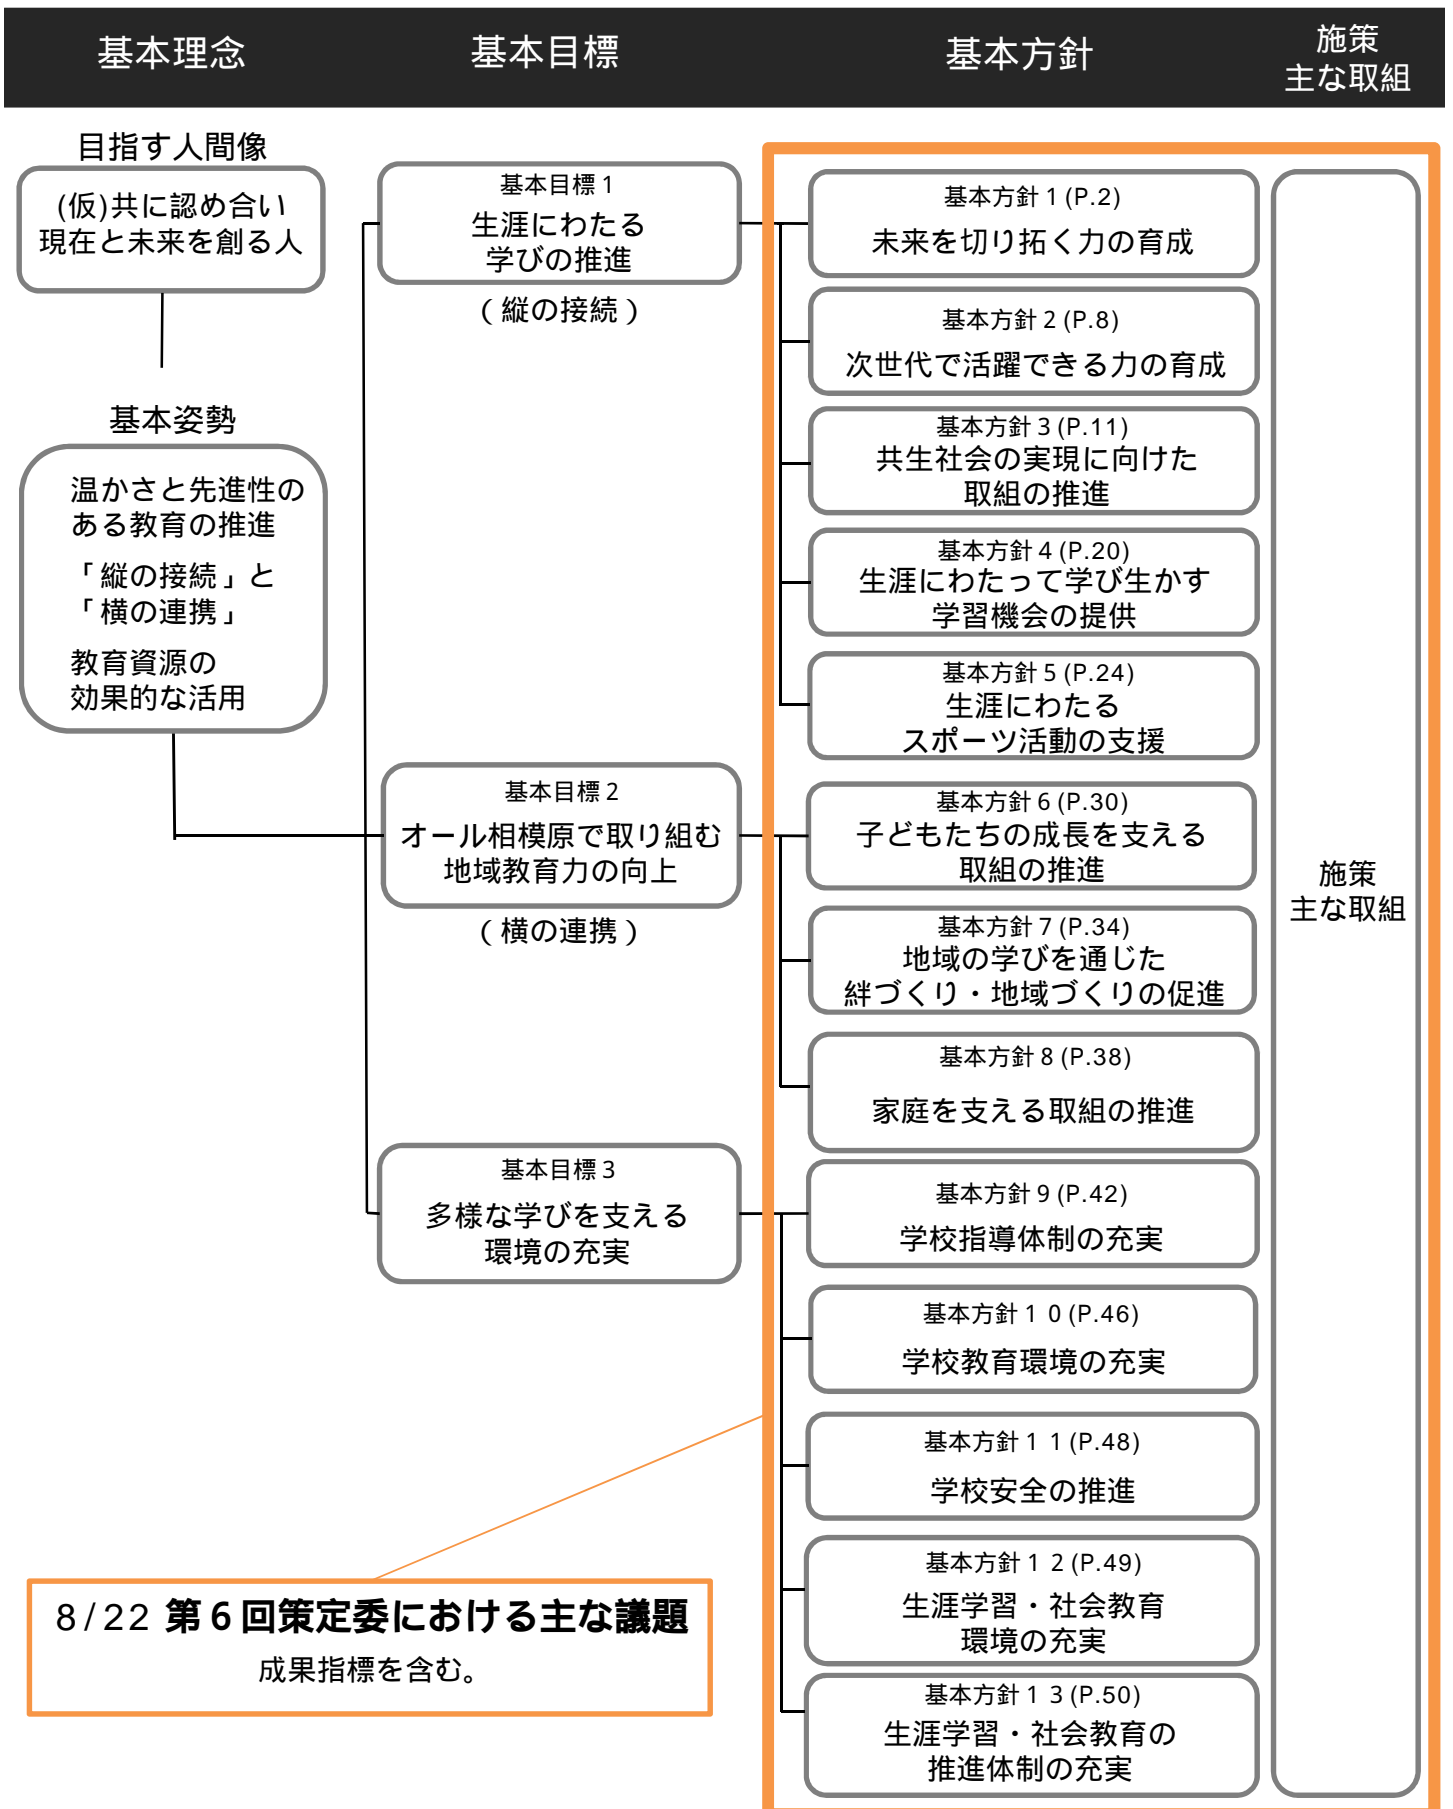 基本理念
基本目標
基本方針
施策
主な取組
目指す人間像
(仮)共に認め合い
現在と未来を創る人
基本姿勢
温かさと先進性の
ある教育の推進
「縦の接続」と
「横の連携」
教育資源の
効果的な活用
基本目標1
生涯にわたる
学びの推進
(縦の接続)
基本目標2
オール相模原で取り組む
地域教育力の向上
(横の連携)
基本目標3
多様な学びを支える
環境の充実
基本方針1(P.2)
未来を切り拓く力の育成
基本方針2(P.8)
次世代で活躍できる力の育成
基本方針3(P.11)
共生社会の実現に向けた
取組の推進
基本方針4(P.20)
生涯にわたって学び生かす
学習機会の提供
基本方針5(P.24)
生涯にわたる
スポーツ活動の支援
基本方針6(P.30)
子どもたちの成長を支える
取組の推進
基本方針7(P.34)
地域の学びを通じた
絆づくり・地域づくりの促進
基本方針8(P.38)
家庭を支える取組の推進
基本方針9(P.42)
学校指導体制の充実
基本方針10(P.46)
学校教育環境の充実
基本方針11(P.48)
学校安全の推進
基本方針12(P.49)
生涯学習・社会教育
環境の充実
基本方針13(P.50)
生涯学習・社会教育の
推進体制の充実
施策
主な取組
8/22 第6回策定委における主な議題
成果指標を含む。